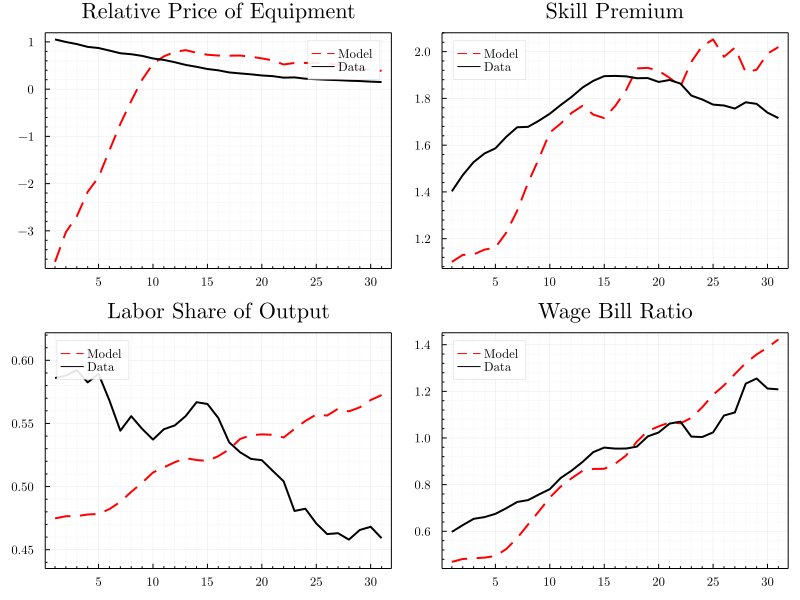 Relative Price of Equipment
1
0
−1
−2
−3
5 10 15 20 25 30
Model
Data
Skill Premium
2.0
1.8
1.6
1.4
1.2
5 10 15 20 25 30
Model
Data
Labor Share of Output
0.60
0.55
0.50
0.45
5 10 15 20 25 30
Model
Data
Wage Bill Ratio
1.4
1.2
1.0
0.8
0.6
5 10 15 20 25 30
Model
Data